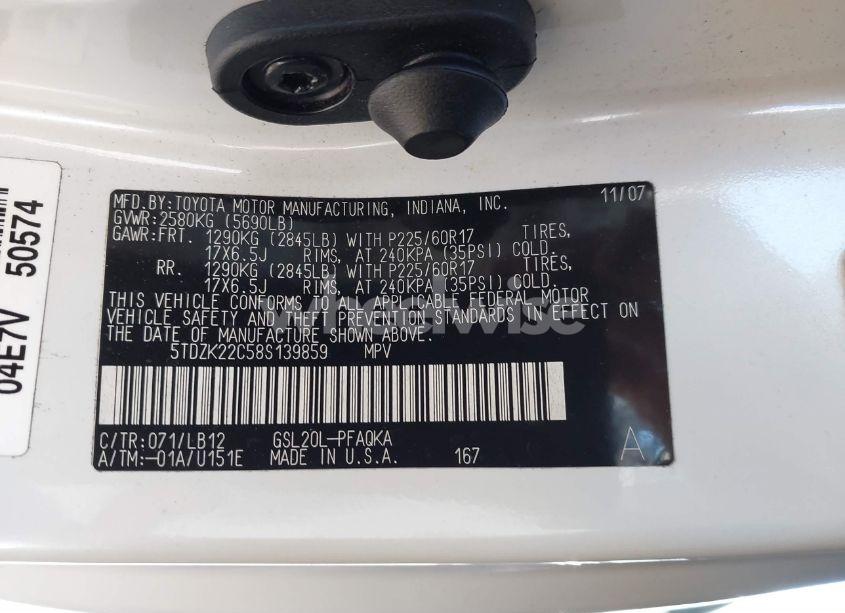 MFD.BY:TOYOTA MOTOR MANUFACTURING, INDIANA, INC. 11/07
GVWR:2580KG (5690LB)
GAWR:FRT. 1290KG (2845LB) WITH P225/60R17 TIRES,
17X6.5J RIMS, AT 240KPA (35PSI) COLD.
RR. 1290KG (2845LB) WITH P225/60R17 TIRES,
17X6.5J RIMS, AT 240KPA (35PSI) COLD.
THIS VEHICLE CONFORMS TO ALL APPLICABLE FEDERAL MOTOR
VEHICLE SAFETY AND THEFT PREVENTION STANDARDS IN EFFECT ON
THE DATE OF MANUFACTURE SHOWN ABOVE.
5TDZK22C58S139859 MPV
C/TR:071/LB12 GSL20L-PFAQKA
A/TM:-01A/U151E MADE IN U.S.A. 167 A
04E7V 50574
wheelwise